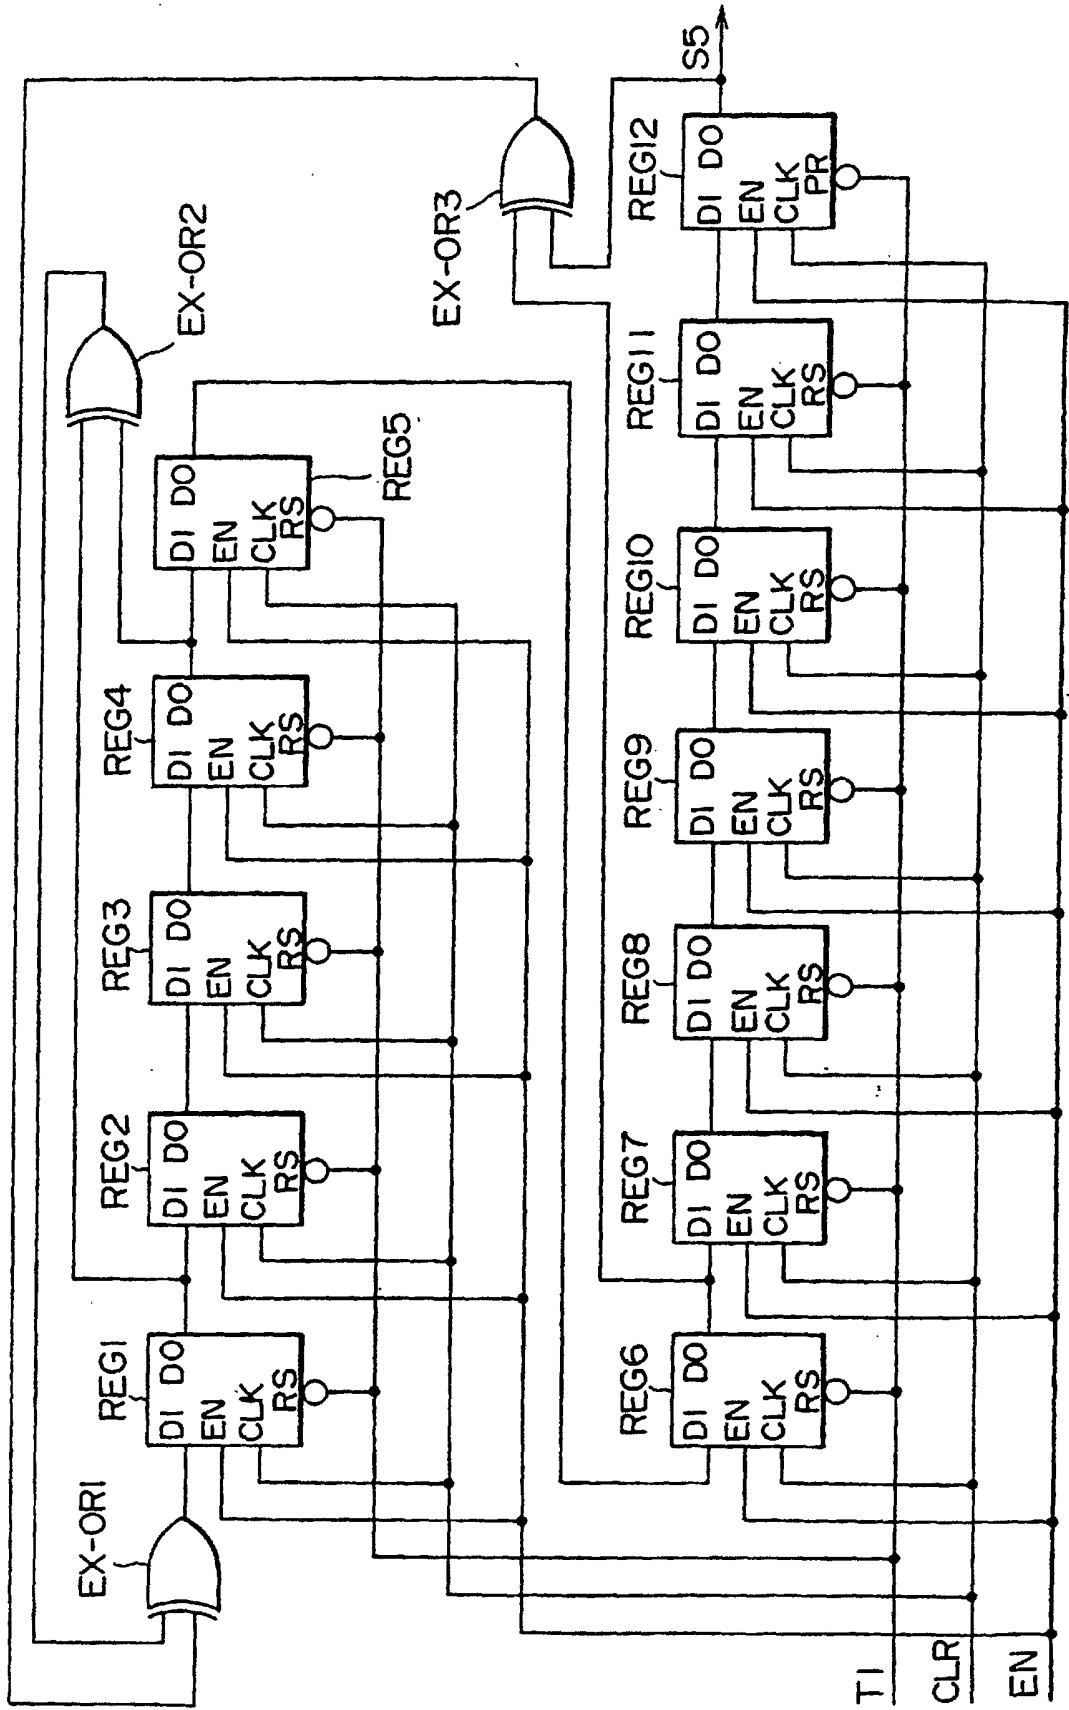 EX-OR1
REG1
DI DO
EN
CLK
RS
REG2
DI DO
EN
CLK
RS
REG3
DI DO
EN
CLK
RS
REG4
DI DO
EN
CLK
RS
REG5
DI DO
EN
CLK
RS
EX-OR2
EX-OR3
REG6
DI DO
EN
CLK
RS
REG7
DI DO
EN
CLK
RS
REG8
DI DO
EN
CLK
RS
REG9
DI DO
EN
CLK
RS
REG10
DI DO
EN
CLK
RS
REG11
DI DO
EN
CLK
RS
REG12
DI DO
EN
CLK
PR
S5
T1
CLR
EN